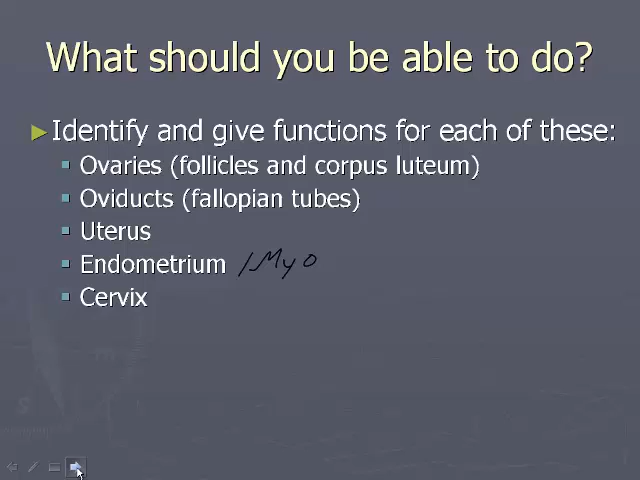 What should you be able to do?
Identify and give functions for each of these:
Ovaries (follicles and corpus luteum)
Oviducts (fallopian tubes)
Uterus
Endometrium /Myo
Cervix